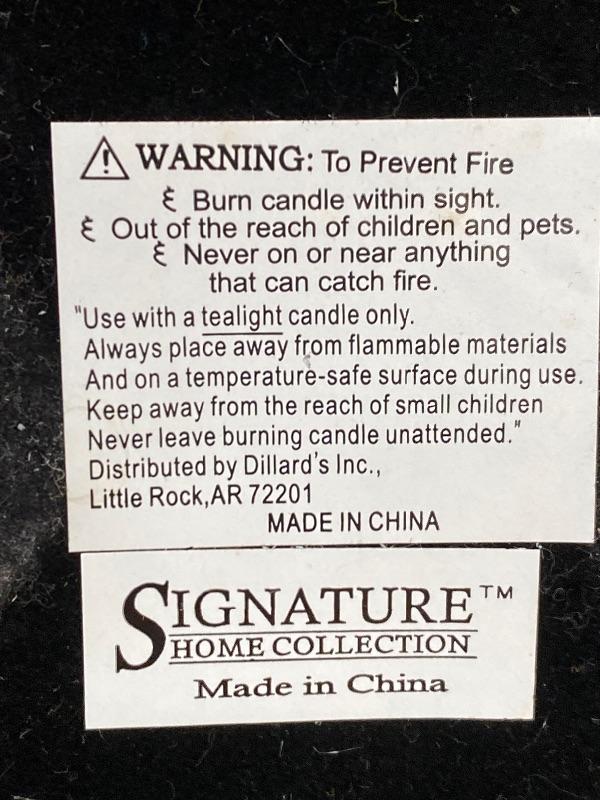 ⚠ WARNING: To Prevent Fire
ξ Burn candle within sight.
ξ Out of the reach of children and pets.
ξ Never on or near anything
that can catch fire.
"Use with a tealight candle only.
Always place away from flammable materials
And on a temperature-safe surface during use.
Keep away from the reach of small children
Never leave burning candle unattended."
Distributed by Dillard's Inc.,
Little Rock,AR 72201
MADE IN CHINA
SIGNATURE™
HOME COLLECTION
Made in China